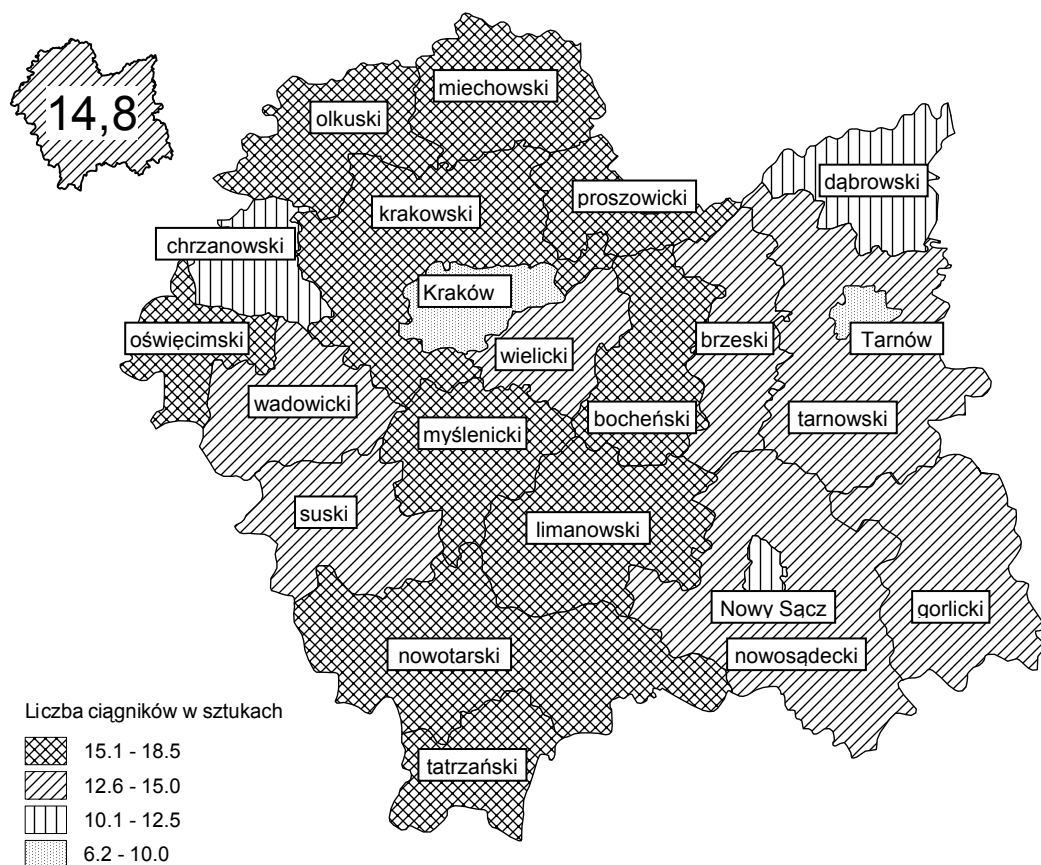 14,8
miechowski
olkuski
dąbrowski
proszowicki
krakowski
chrzanowski
Kraków
oświęcimski
wielicki
brzeski
Tarnów
wadowicki
bocheński
tarnowski
myślenicki
suski
limanowski
Nowy Sącz
gorlicki
nowotarski
nowosądecki
tatrzański
Liczba ciągników w sztukach
15.1 - 18.5
12.6 - 15.0
10.1 - 12.5
6.2 - 10.0